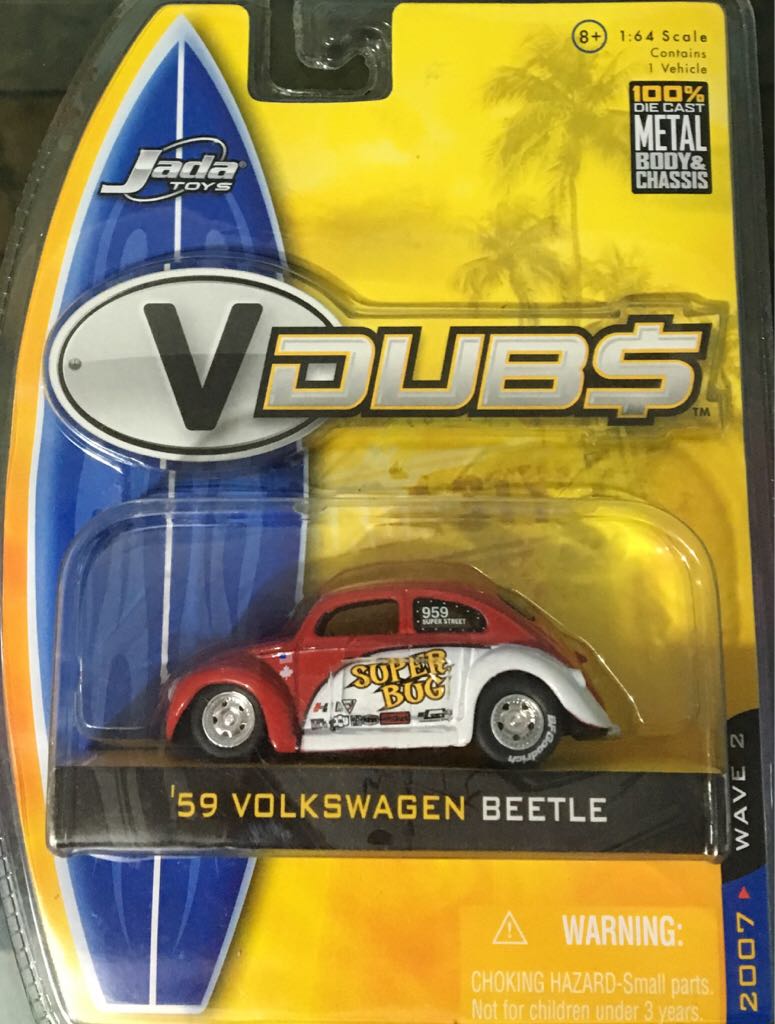 8+ 1:64 Scale
Contains
1 Vehicle
100%
DIE CAST
METAL
BODY&
CHASSIS
Jada®
TOYS
V DUB$™
959
SUPER STREET
SUPER
BUG
BFGoodrich
'59 VOLKSWAGEN BEETLE
2007 ▸ WAVE 2
WARNING:
CHOKING HAZARD-Small parts.
Not for children under 3 years.